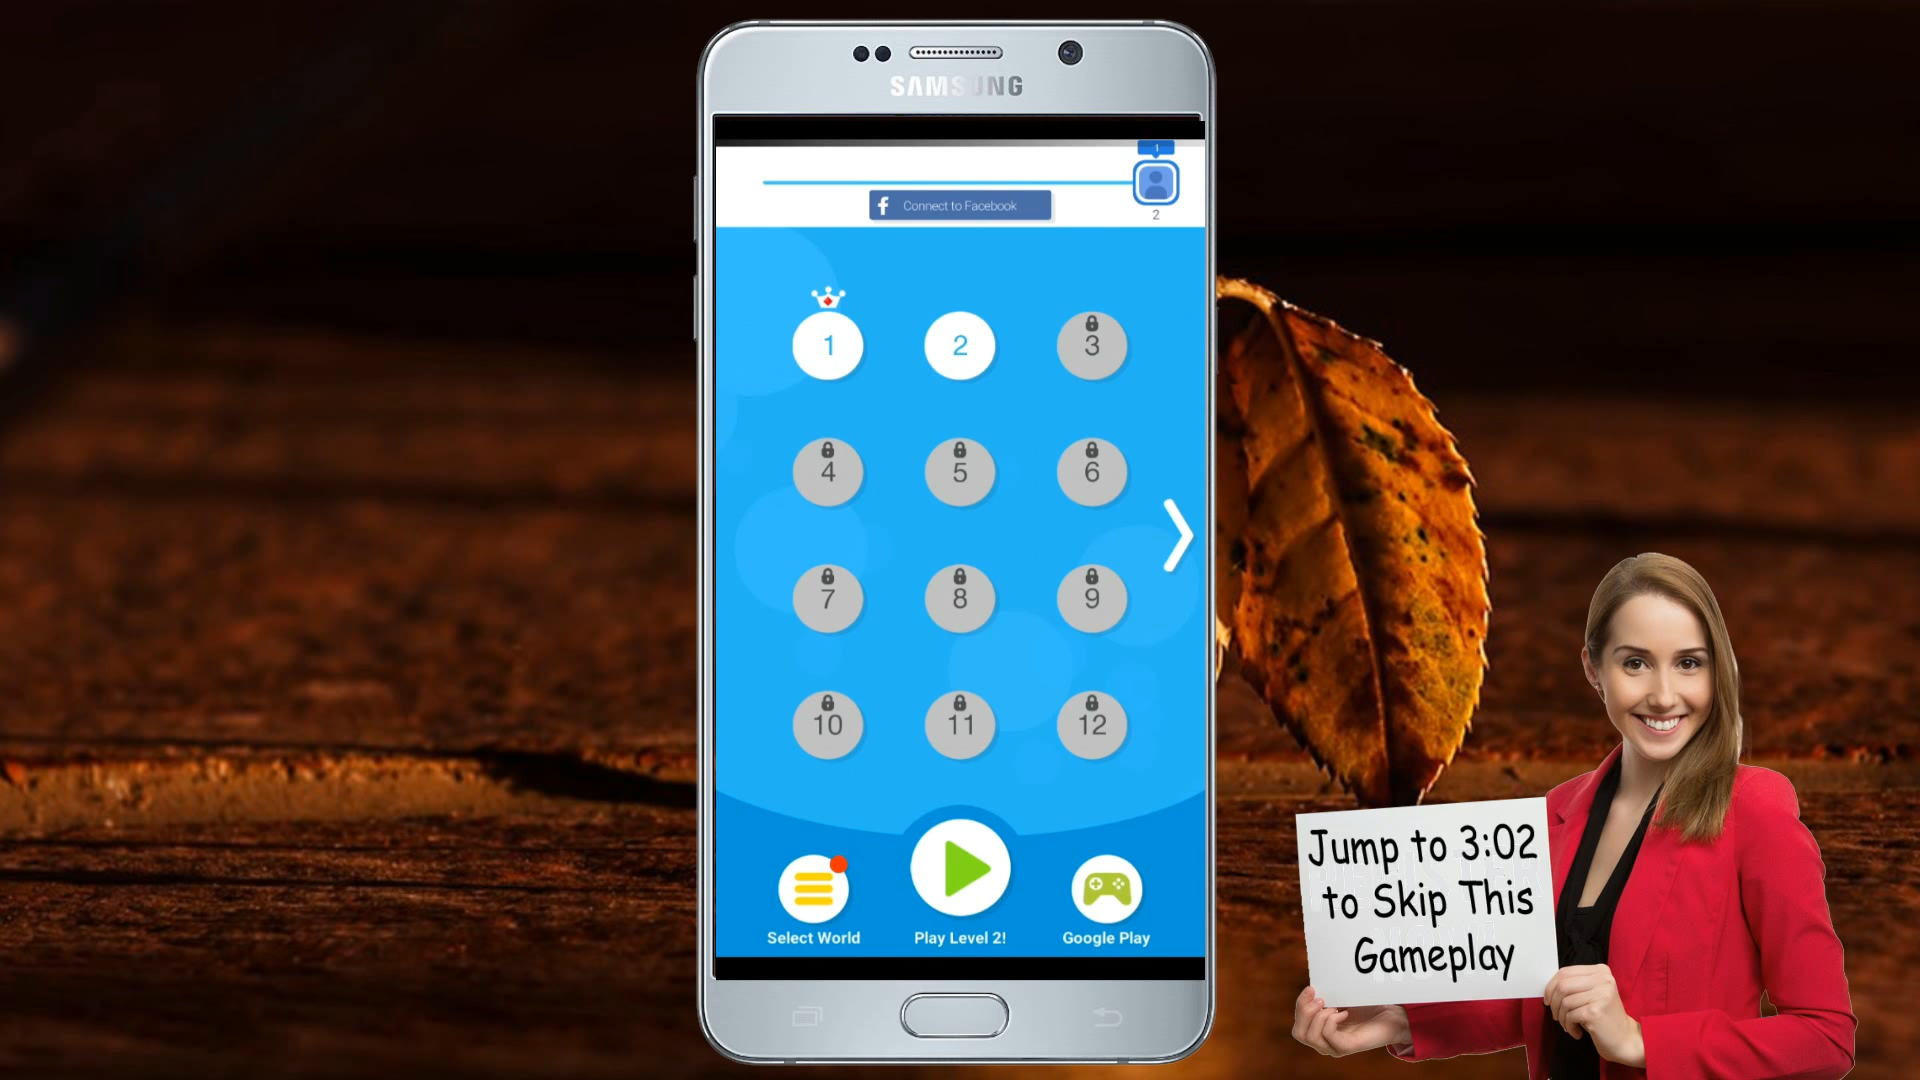 SAMSUNG
1
Connect to Facebook
2
1
2
3
4
5
6
7
8
9
10
11
12
Select World
Play Level 2!
Google Play
Jump to 3:02
to Skip This
Gameplay